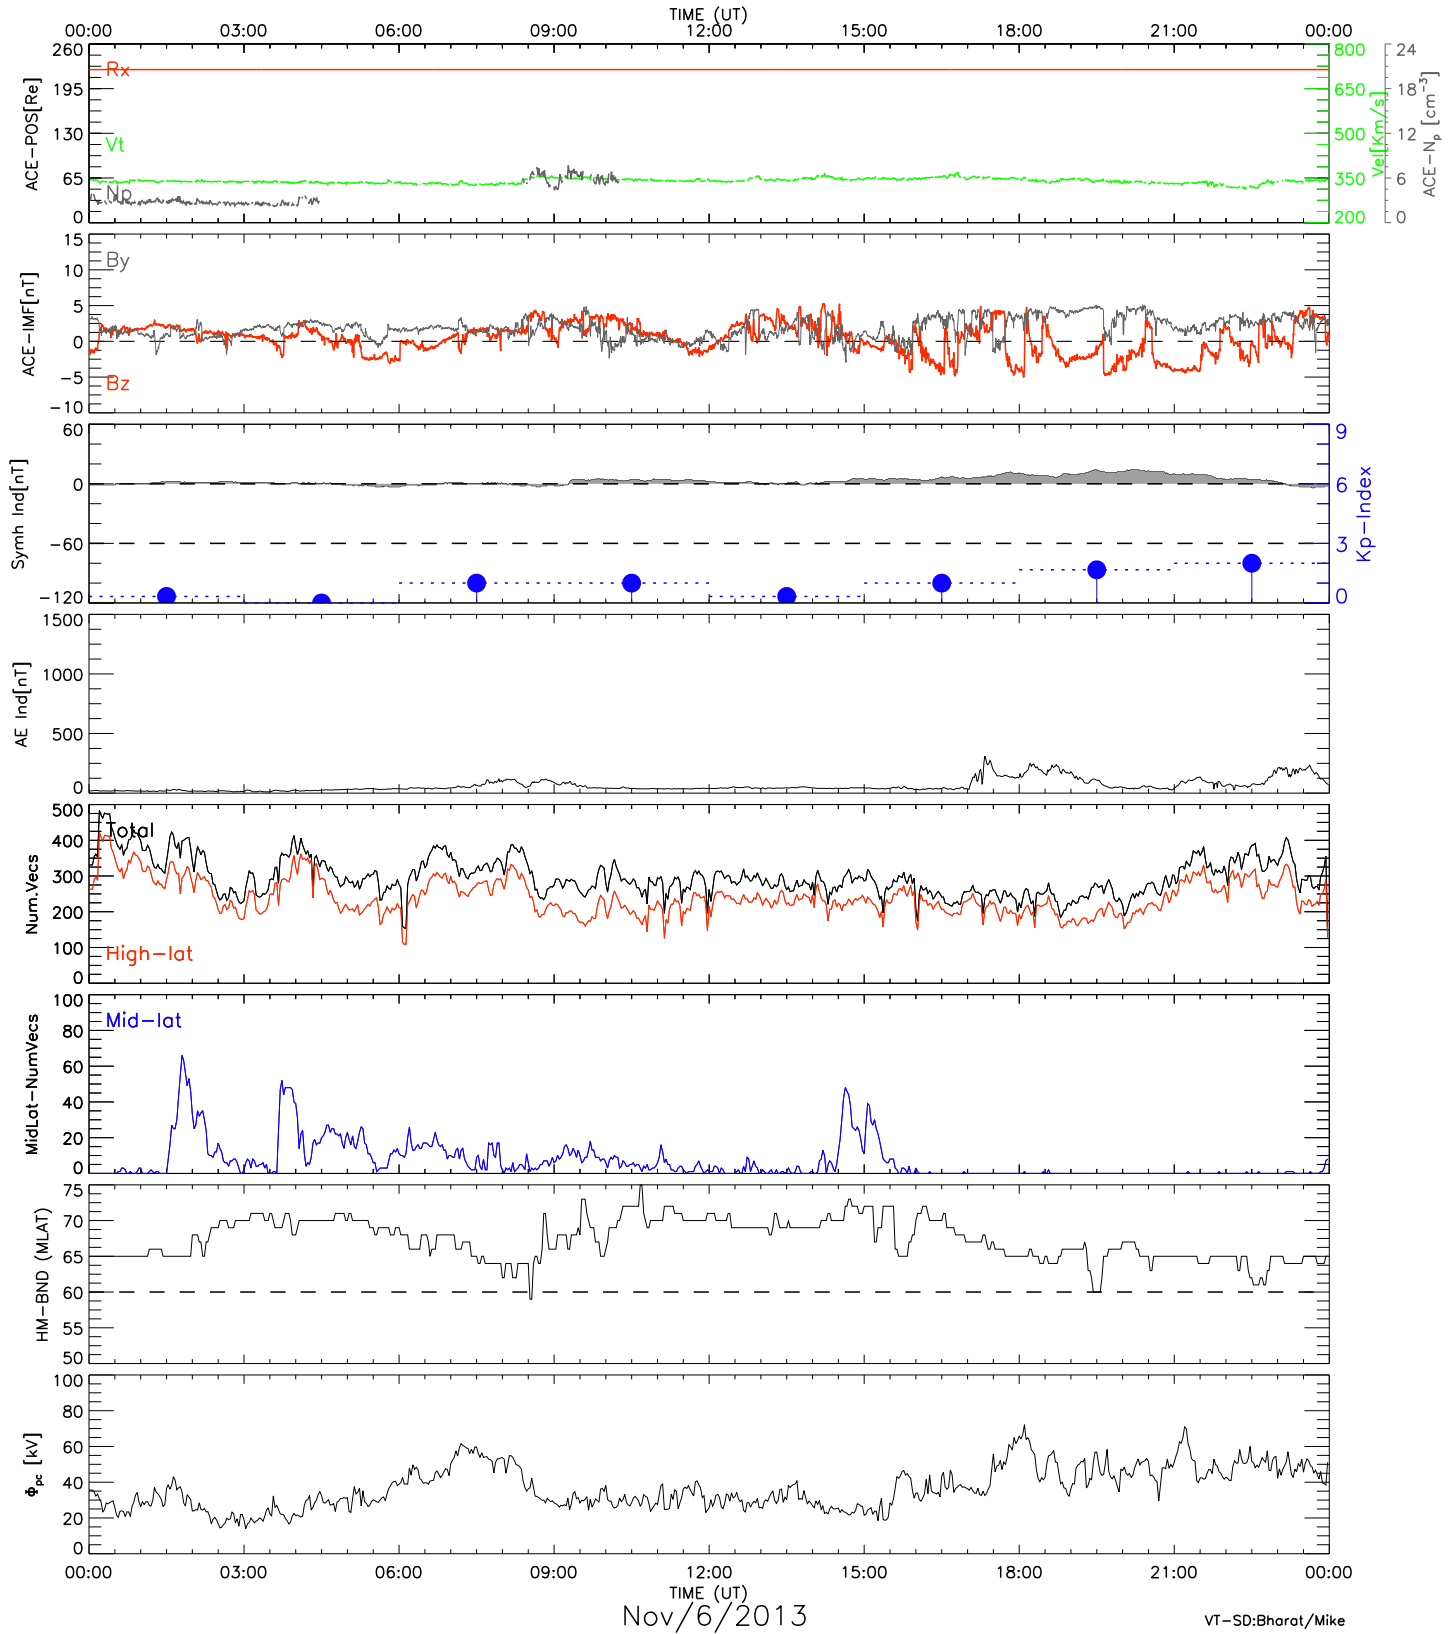 TIME (UT)
00:00 03:00 06:00 09:00 12:00 15:00 18:00 21:00 00:00
ACE-POS[Re]
260
195
130
65
0
Rx
Vt
Np
800
650
500
350
200
Vel[Km/s]
24
18
12
6
0
ACE-Np [cm-3]
ACE-IMF[nT]
15
10
5
0
-5
-10
By
Bz
Symh Ind[nT]
60
0
-60
-120
9
6
3
0
Kp-Index
AE Ind[nT]
1500
1000
500
0
Num.Vecs
500
400
300
200
100
0
Total
High-lat
MidLat-NumVecs
100
80
60
40
20
0
Mid-lat
HM-BND (MLAT)
75
70
65
60
55
50
Φpc [kV]
100
80
60
40
20
0
00:00 03:00 06:00 09:00 12:00 15:00 18:00 21:00 00:00
TIME (UT)
Nov/6/2013
VT-SD:Bharat/Mike